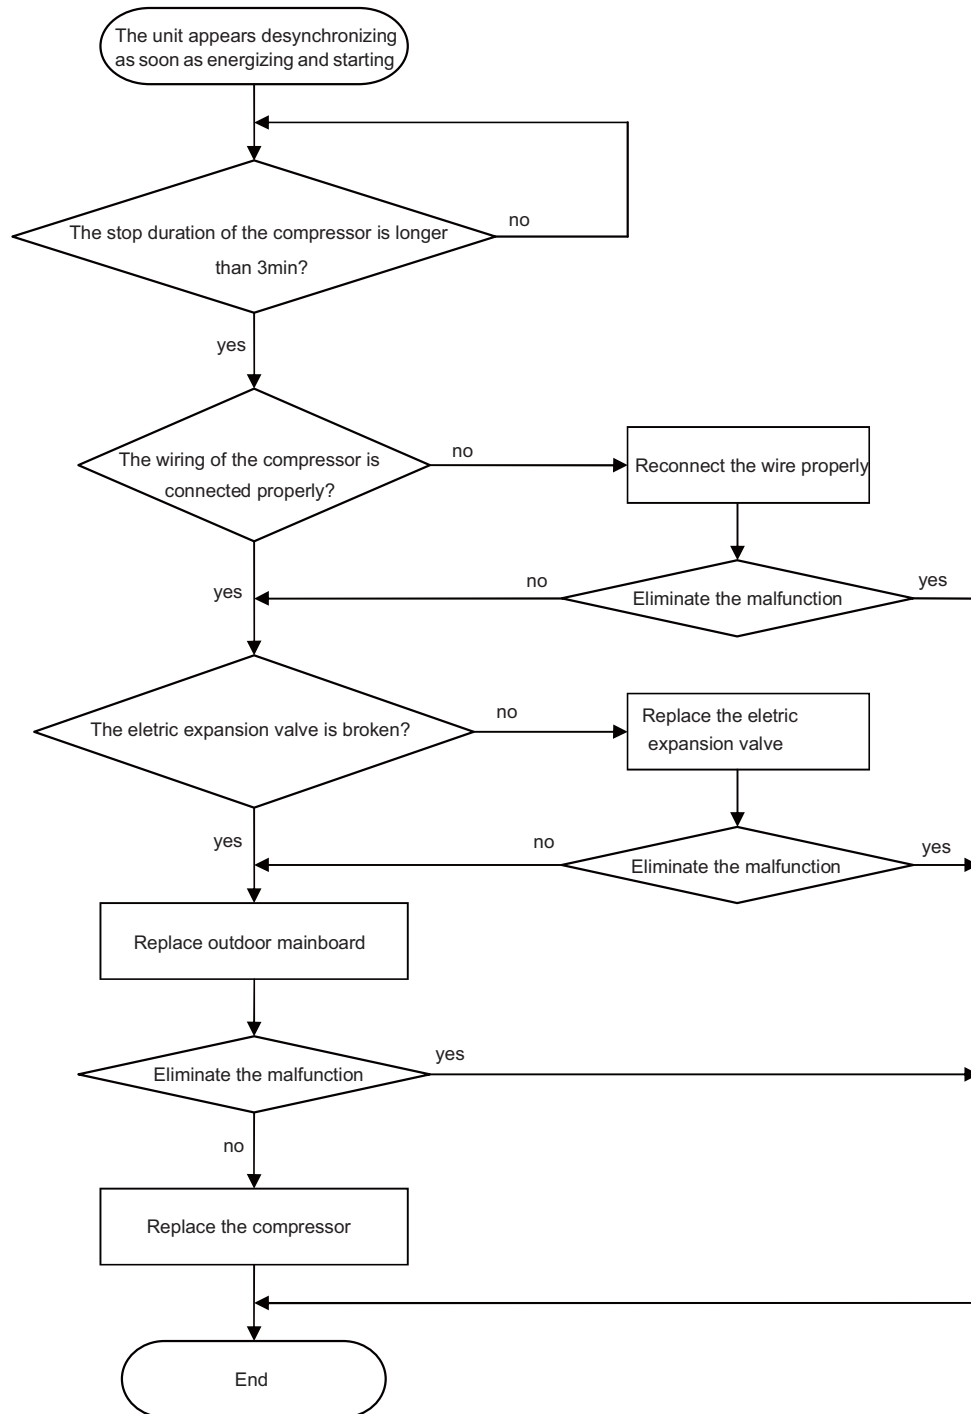 The unit appears desynchronizing
as soon as energizing and starting
no
The stop duration of the compressor is longer
than 3min?
yes
The wiring of the compressor is
connected properly?
no
Reconnect the wire properly
yes
no
Eliminate the malfunction
yes
The eletric expansion valve is broken?
no
Replace the eletric
expansion valve
yes
no
Eliminate the malfunction
yes
Replace outdoor mainboard
Eliminate the malfunction
yes
no
Replace the compressor
End